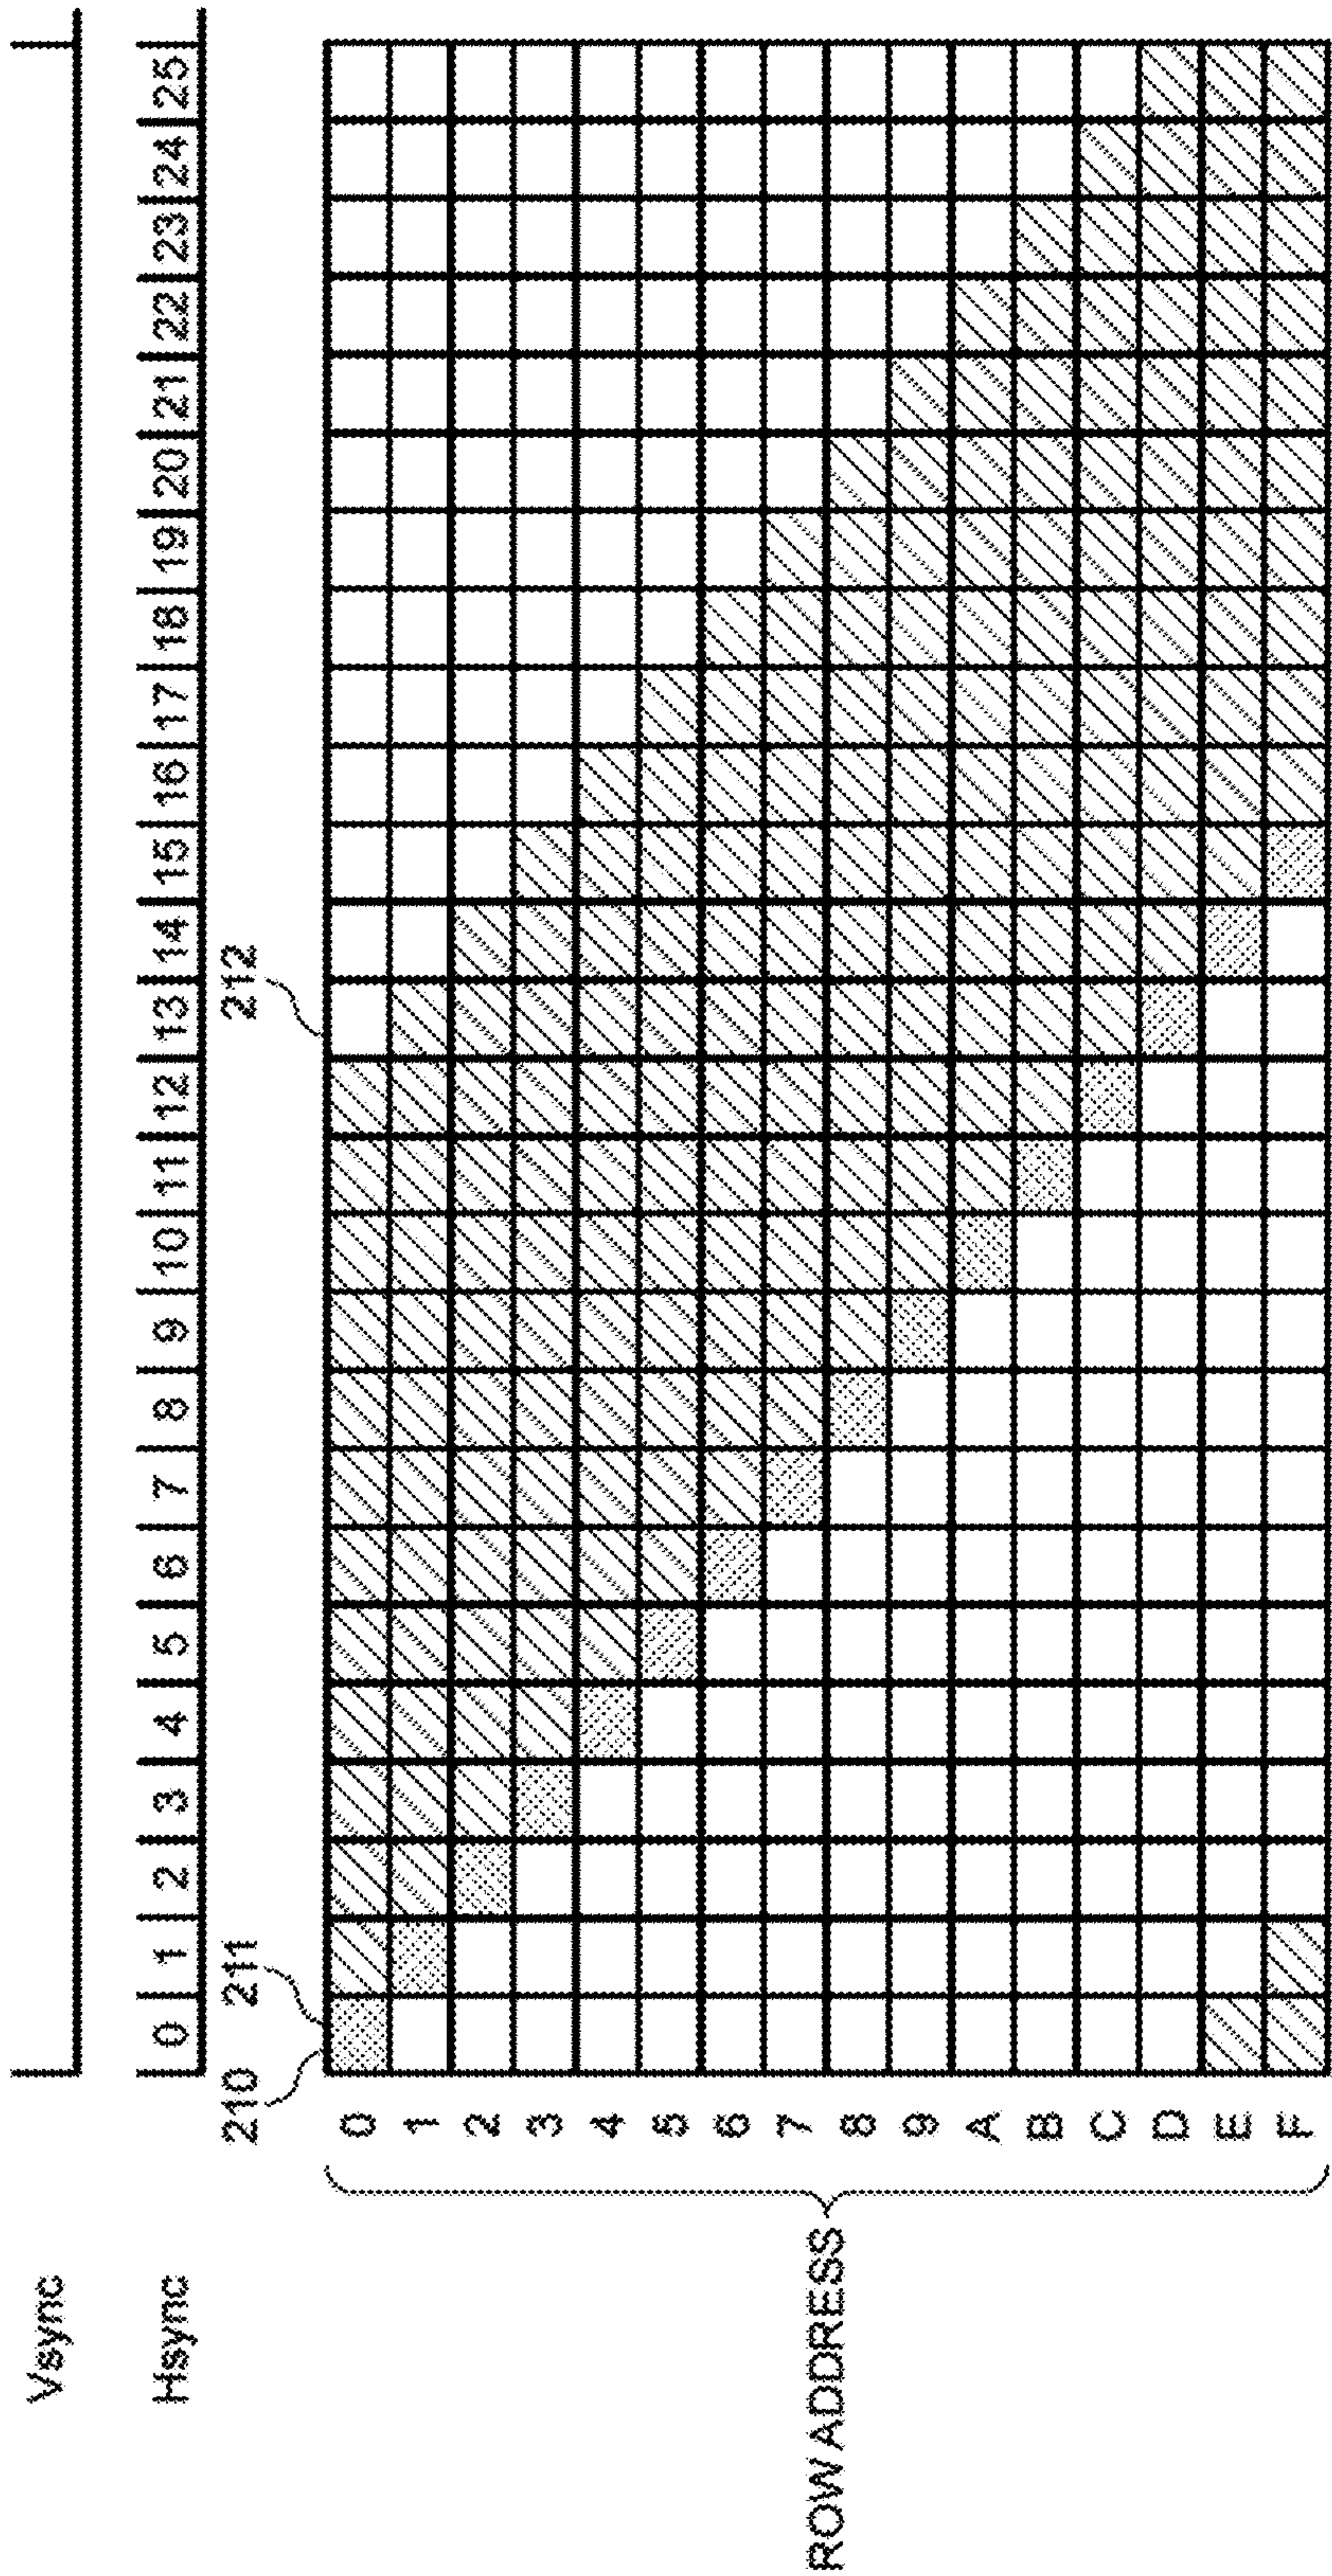 Vsync
Hsync 0 1 2 3 4 5 6 7 8 9 10 11 12 13 14 15 16 17 18 19 20 21 22 23 24 25
210 211 212
ROW ADDRESS
0
1
2
3
4
5
6
7
8
9
A
B
C
D
E
F